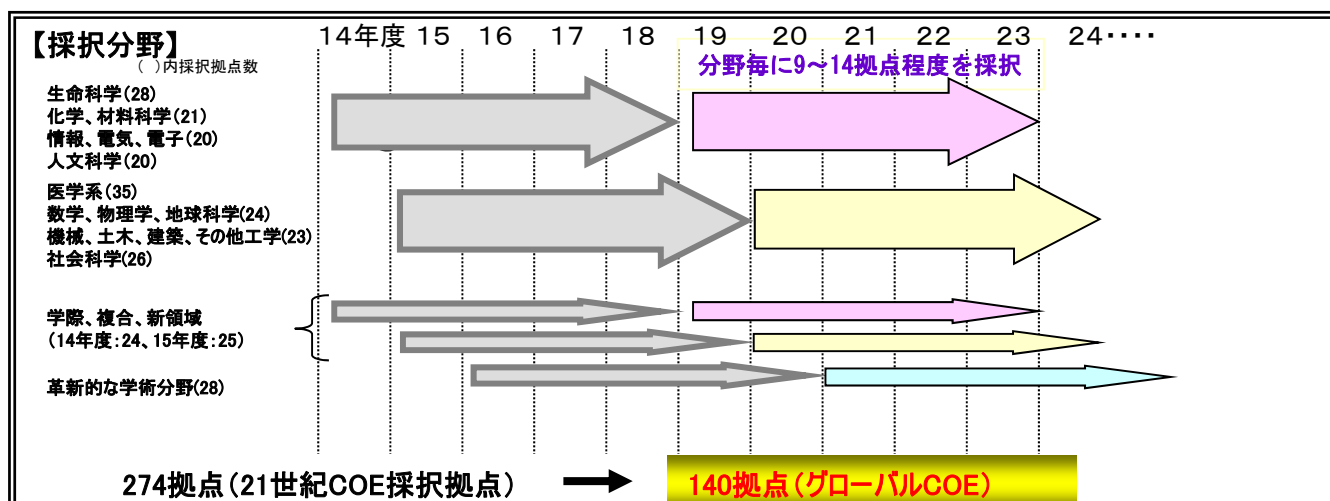 【採択分野】
14年度 15 16 17 18 19 20 21 22 23 24・・・・
( )内採択拠点数
分野毎に9～14拠点程度を採択
生命科学(28)
化学、材料科学(21)
情報、電気、電子(20)
人文科学(20)
医学系(35)
数学、物理学、地球科学(24)
機械、土木、建築、その他工学(23)
社会科学(26)
学際、複合、新領域
(14年度：24、15年度：25)
革新的な学術分野(28)
274拠点(21世紀COE採択拠点)
140拠点(グローバルCOE)